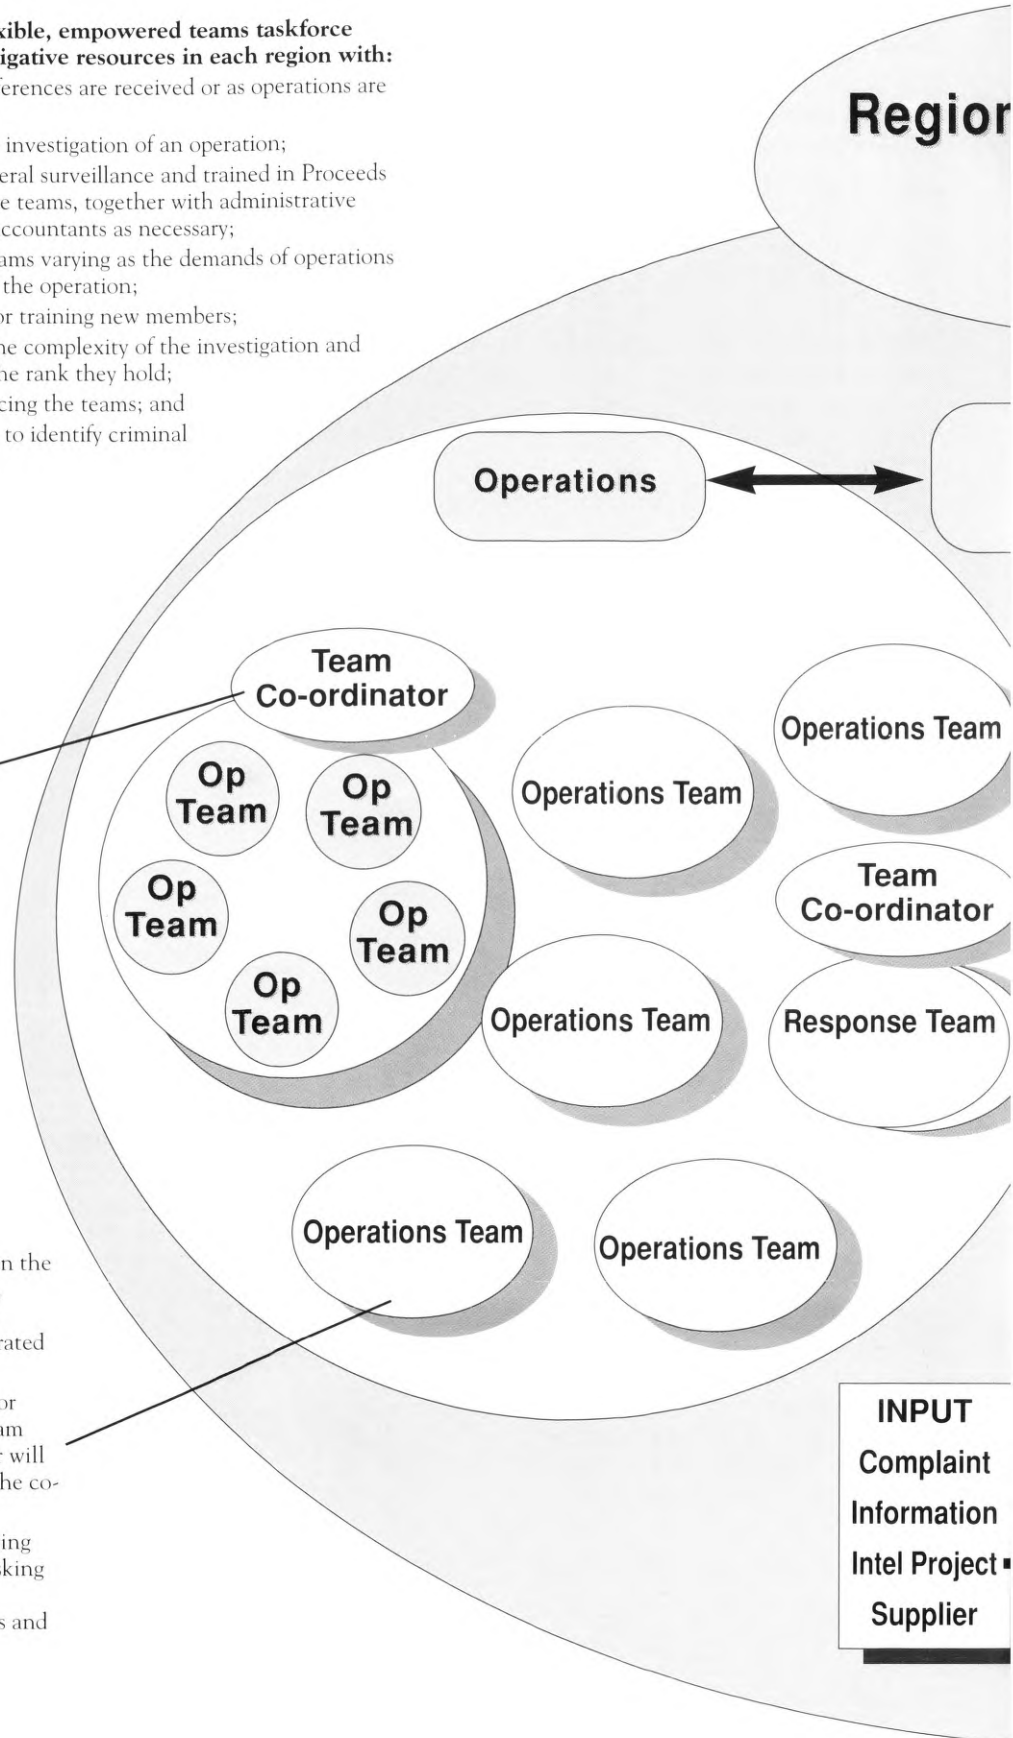 xible, empowered teams taskforce
tigative resources in each region with:
ferences are received or as operations are
investigation of an operation;
eral surveillance and trained in Proceeds
e teams, together with administrative
accountants as necessary;
ams varying as the demands of operations
the operation;
or training new members;
he complexity of the investigation and
he rank they hold;
cing the teams; and
to identify criminal
Region
Operations
Team
Co-ordinator
Op
Team
Op
Team
Op
Team
Op
Team
Op
Team
Operations Team
Operations Team
Team
Co-ordinator
Operations Team
Response Team
Operations Team
Operations Team
n the
rated
or
am
r will
he co-
ing
sking
s and
INPUT
Complaint
Information
Intel Project
Supplier